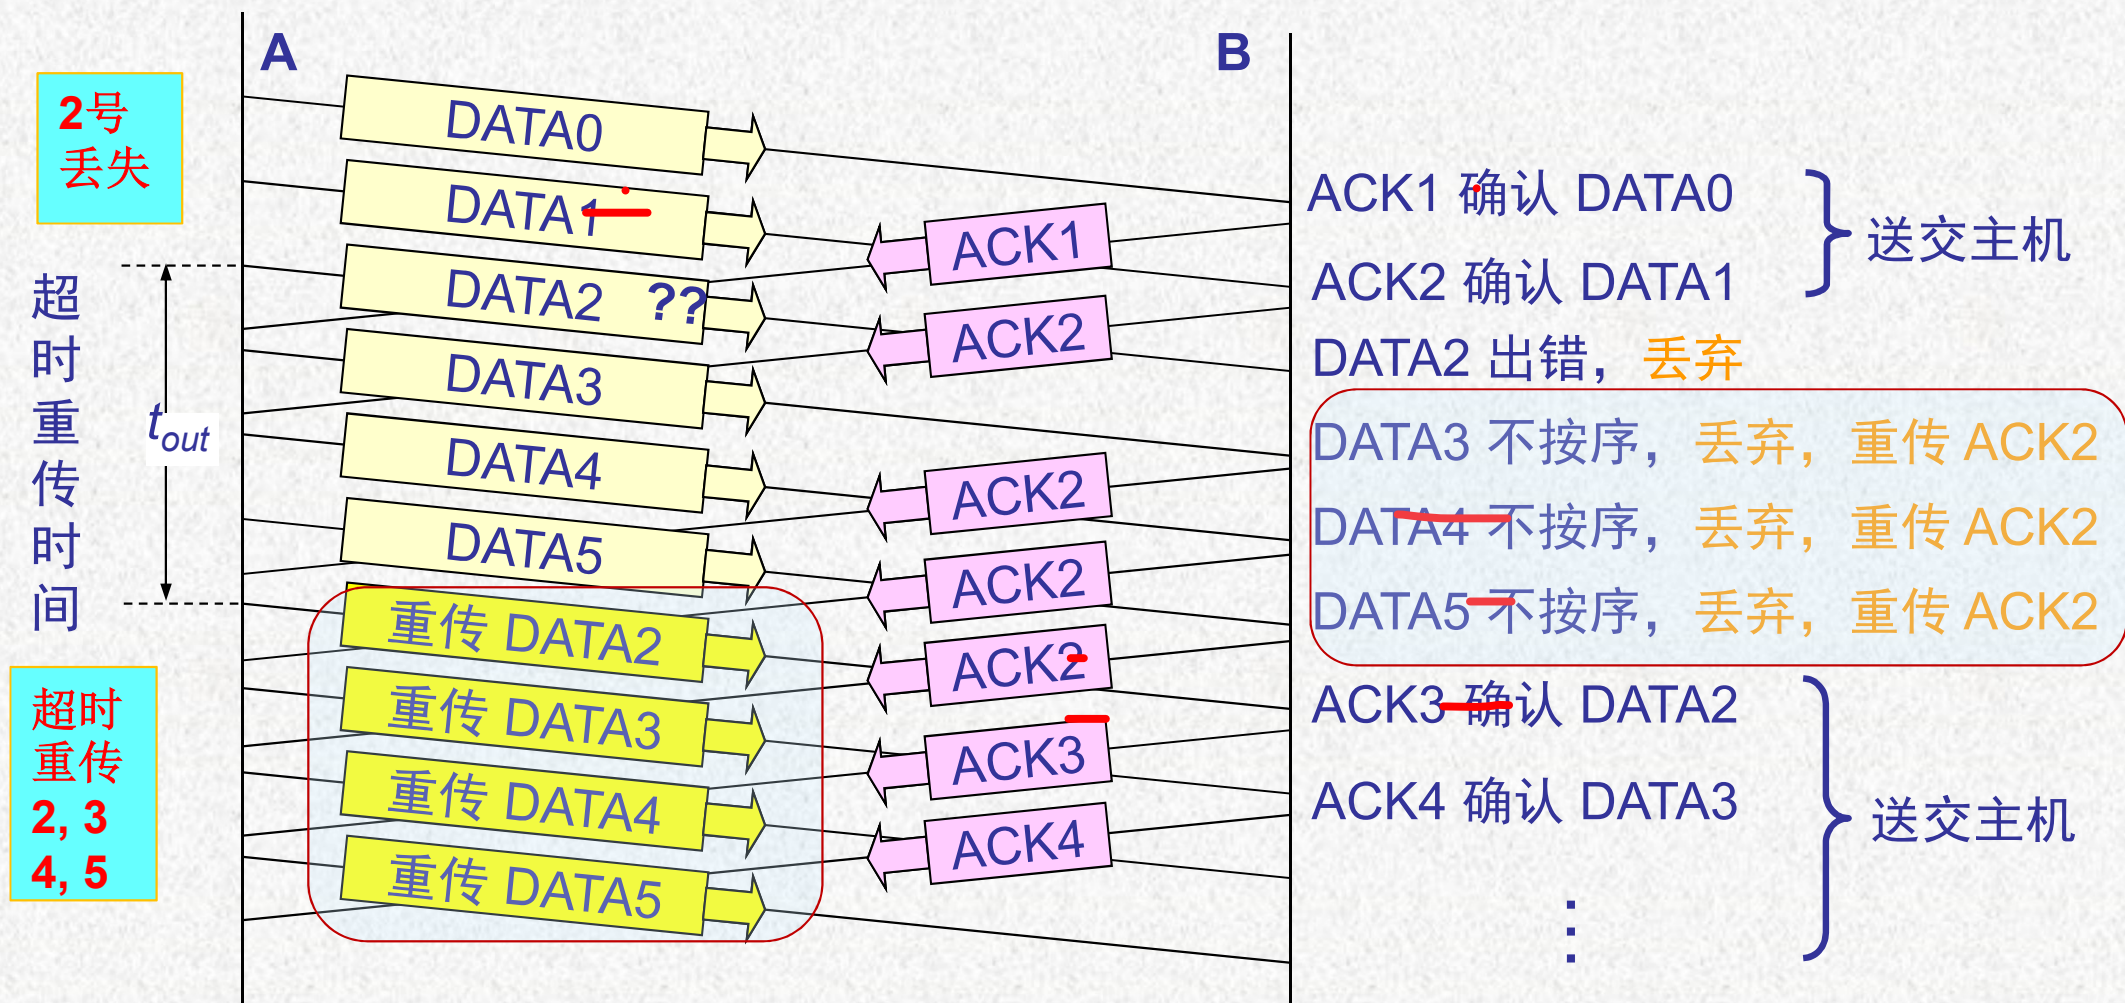 A
B
2号
丢失
超时重传时间
tout
超时
重传
2, 3
4, 5
DATA0
DATA1
DATA2 ??
DATA3
DATA4
DATA5
重传 DATA2
重传 DATA3
重传 DATA4
重传 DATA5
ACK1
ACK2
ACK2
ACK2
ACK2
ACK3
ACK4
ACK1 确认 DATA0
ACK2 确认 DATA1
送交主机
DATA2 出错，丢弃
DATA3 不按序，丢弃，重传 ACK2
DATA4 不按序，丢弃，重传 ACK2
DATA5 不按序，丢弃，重传 ACK2
ACK3 确认 DATA2
ACK4 确认 DATA3
送交主机
⋮